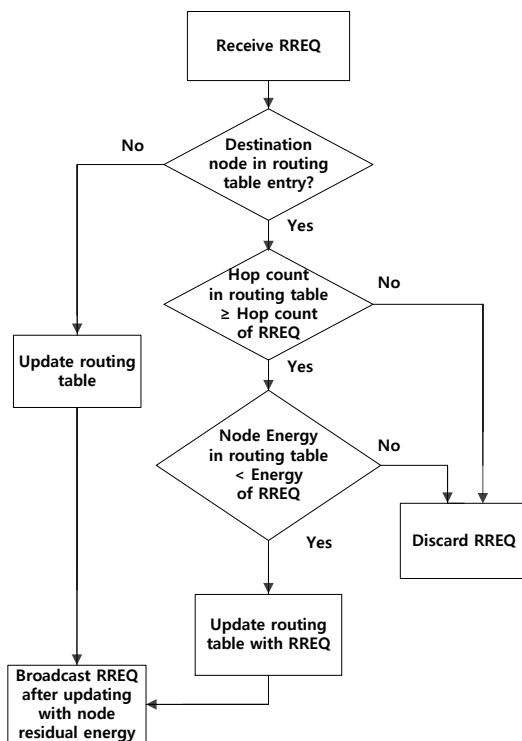 Receive RREQ
Destination
node in routing
table entry?
No
Yes
Hop count
in routing table
≥ Hop count
of RREQ
No
Yes
Update routing
table
Node Energy
in routing table
< Energy
of RREQ
No
Yes
Discard RREQ
Update routing
table with RREQ
Broadcast RREQ
after updating
with node
residual energy